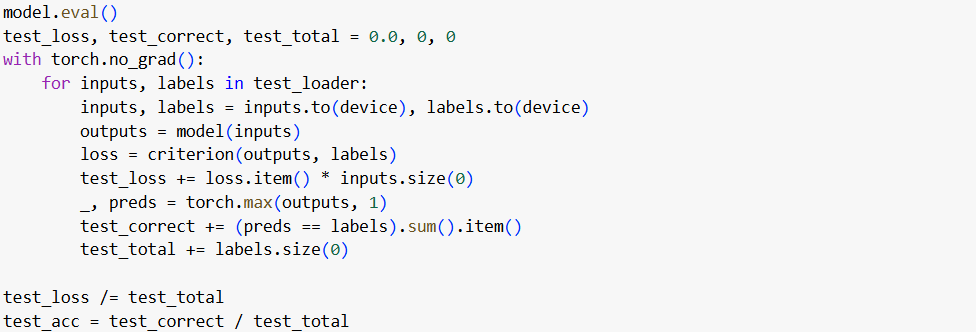 model.eval()
test_loss, test_correct, test_total = 0.0, 0, 0
with torch.no_grad():
    for inputs, labels in test_loader:
        inputs, labels = inputs.to(device), labels.to(device)
        outputs = model(inputs)
        loss = criterion(outputs, labels)
        test_loss += loss.item() * inputs.size(0)
        _, preds = torch.max(outputs, 1)
        test_correct += (preds == labels).sum().item()
        test_total += labels.size(0)

test_loss /= test_total
test_acc = test_correct / test_total